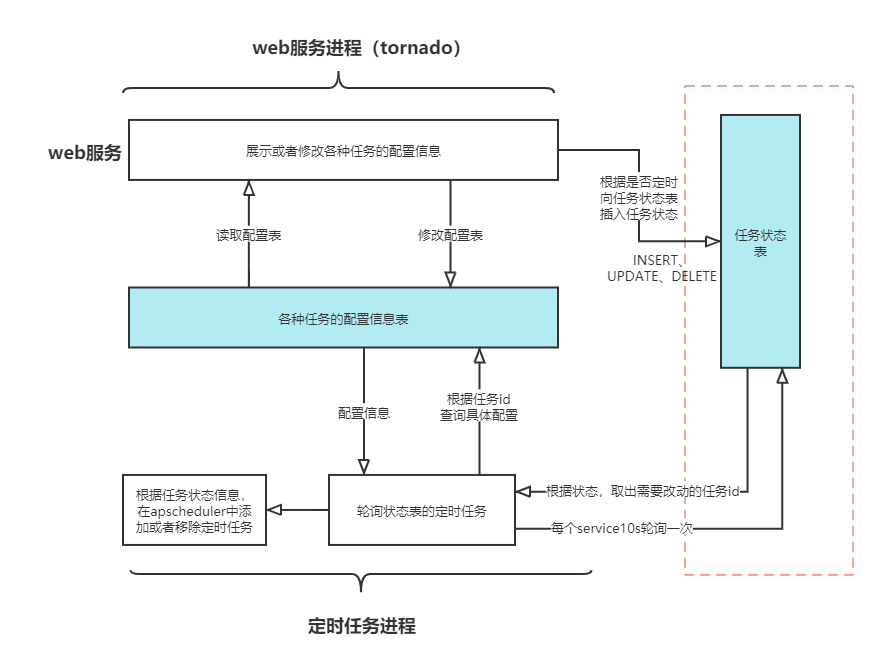 web服务进程（tornado）
web服务
展示或者修改各种任务的配置信息
根据是否定时
向任务状态表
插入任务状态
任务状态
表
读取配置表
修改配置表
INSERT、
UPDATE、DELETE
各种任务的配置信息表
配置信息
根据任务id
查询具体配置
根据任务状态信息，
在apscheduler中添
加或者移除定时任务
轮询状态表的定时任务
根据状态，取出需要改动的任务id
每个service10s轮询一次
定时任务进程